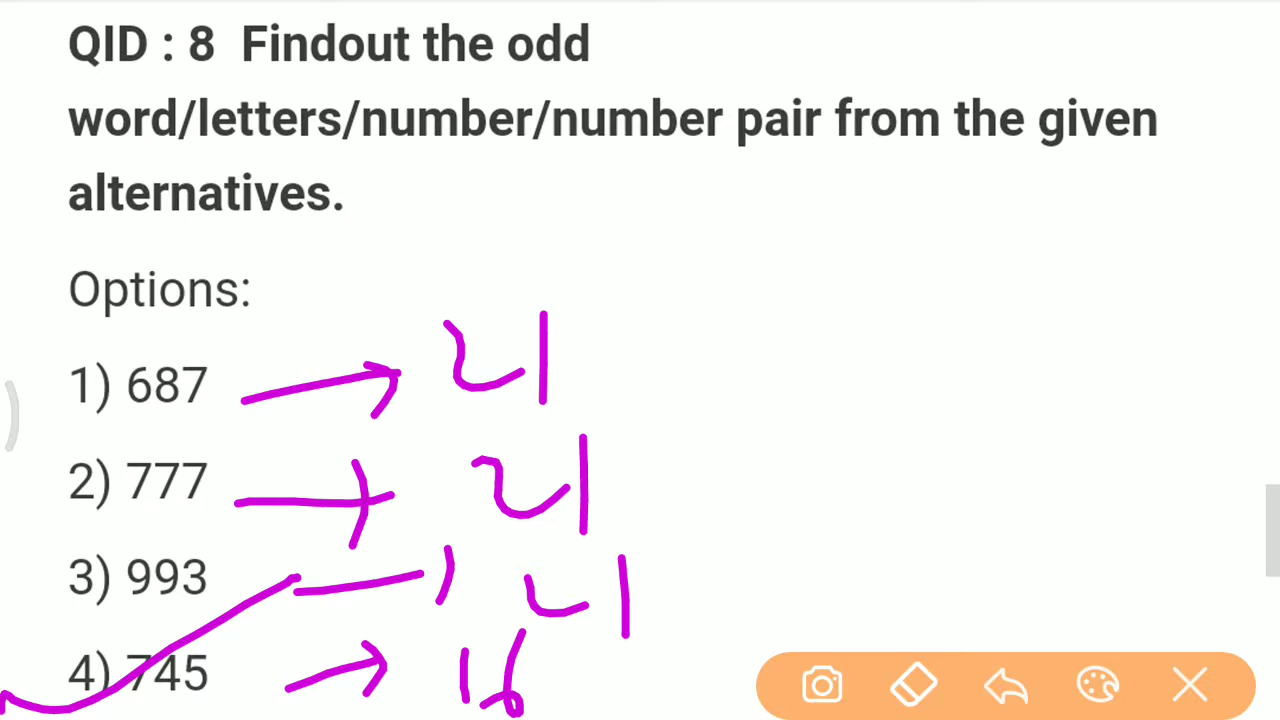 QID : 8 Findout the odd
word/letters/number/number pair from the given
alternatives.
Options:
1) 687 21
2) 777 21
3) 993 21
4) 745 16